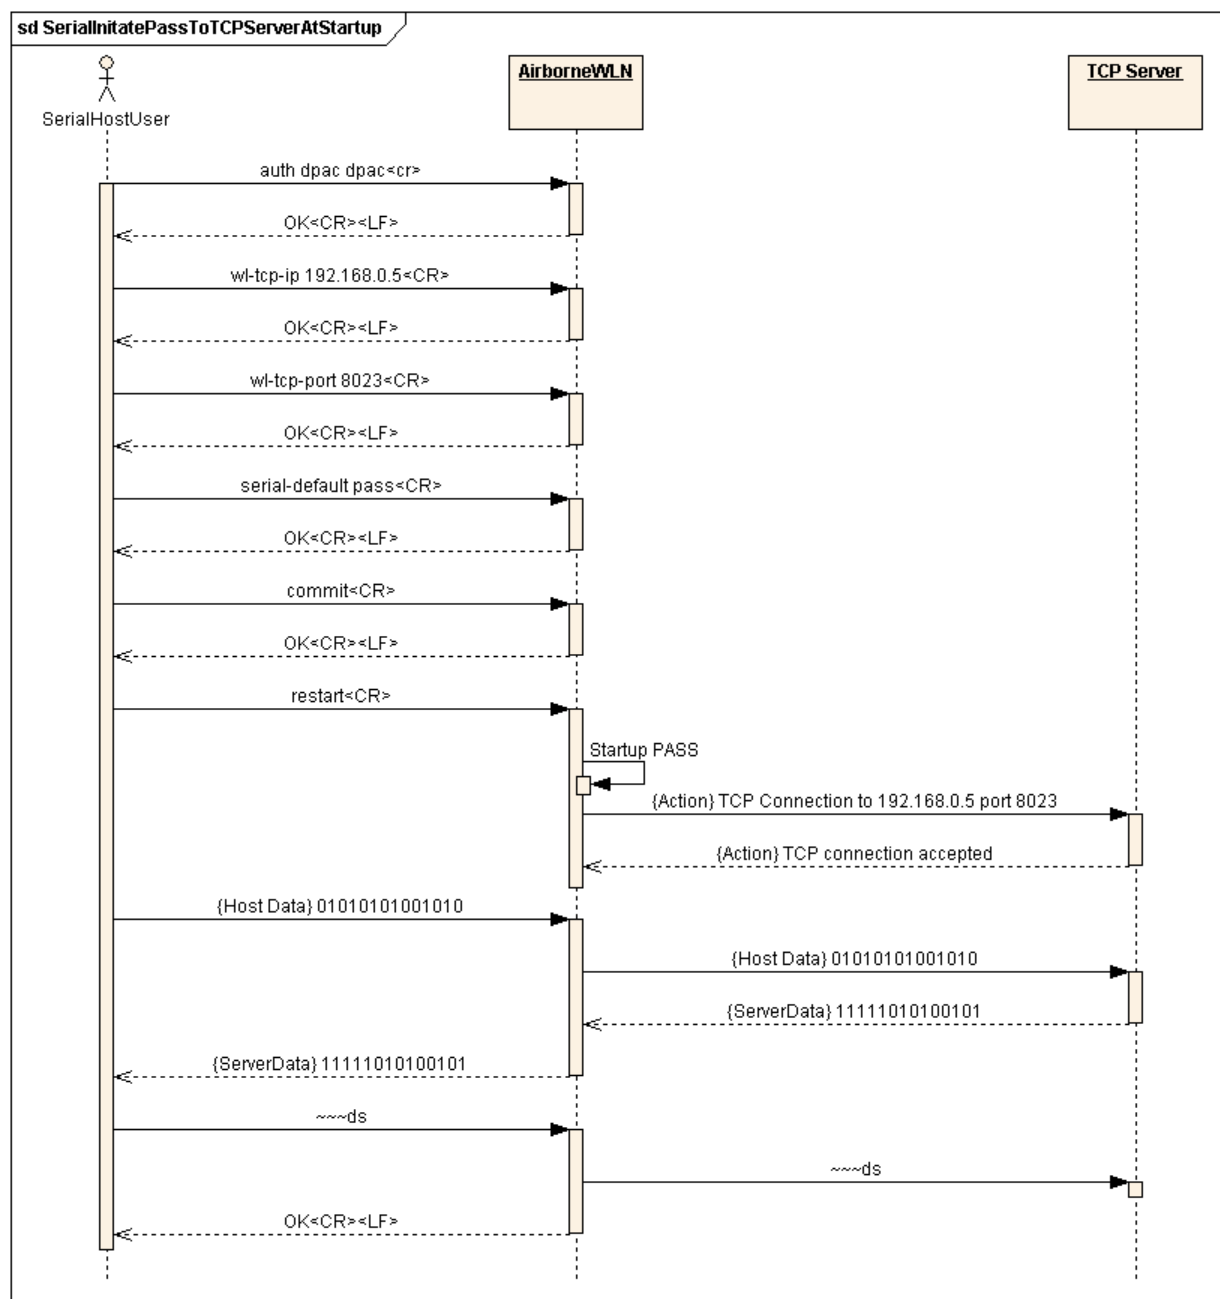 sd SerialInitatePassToTCPServerAtStartup
SerialHostUser
AirborneWLN
TCP Server
auth dpac dpac<cr>
OK<CR><LF>
wl-tcp-ip 192.168.0.5<CR>
OK<CR><LF>
wl-tcp-port 8023<CR>
OK<CR><LF>
serial-default pass<CR>
OK<CR><LF>
commit<CR>
OK<CR><LF>
restart<CR>
Startup PASS
{Action} TCP Connection to 192.168.0.5 port 8023
{Action} TCP connection accepted
{Host Data} 01010101001010
{Host Data} 01010101001010
{ServerData} 11111010100101
{ServerData} 11111010100101
~~~ds
~~~ds
OK<CR><LF>